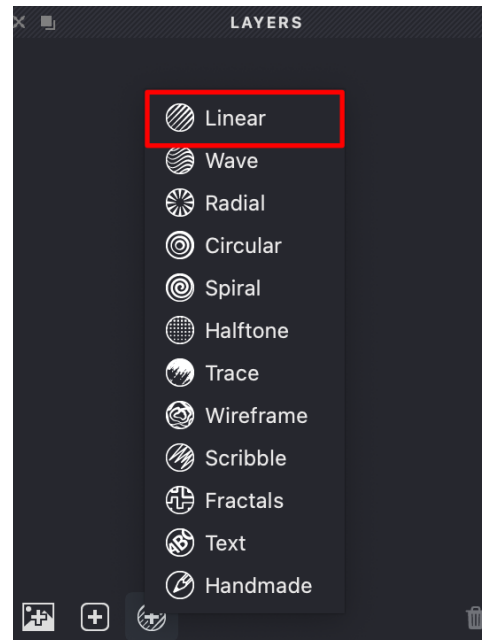 LAYERS
Linear
Wave
Radial
Circular
Spiral
Halftone
Trace
Wireframe
Scribble
Fractals
Text
Handmade